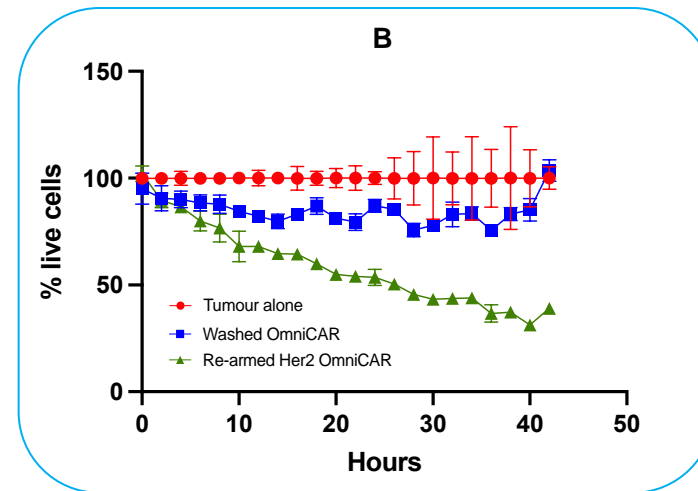 B
150
100
50
0
% live cells
Tumour alone
Washed OmniCAR
Re-armed Her2 OmniCAR
0 10 20 30 40 50
Hours